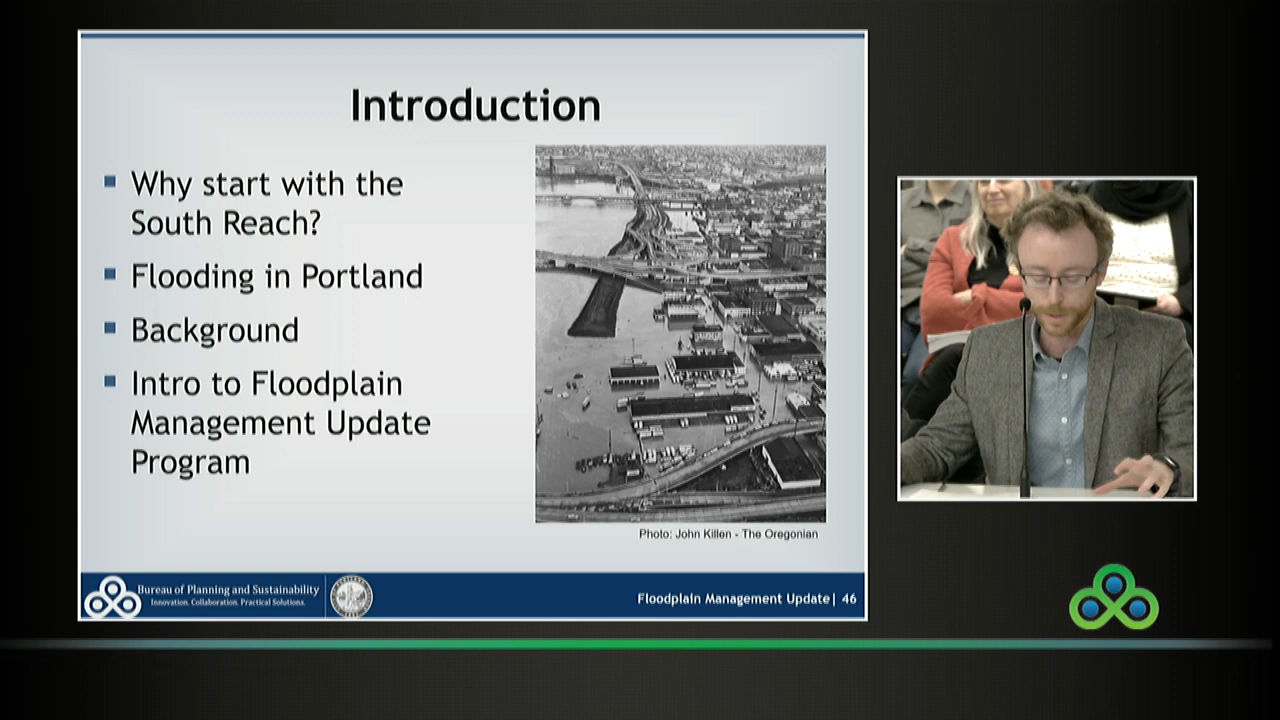 Introduction
Why start with the
South Reach?
Flooding in Portland
Background
Intro to Floodplain
Management Update
Program
Photo: John Killen - The Oregonian
Bureau of Planning and Sustainability
Innovation. Collaboration. Practical Solutions.
Floodplain Management Update| 46